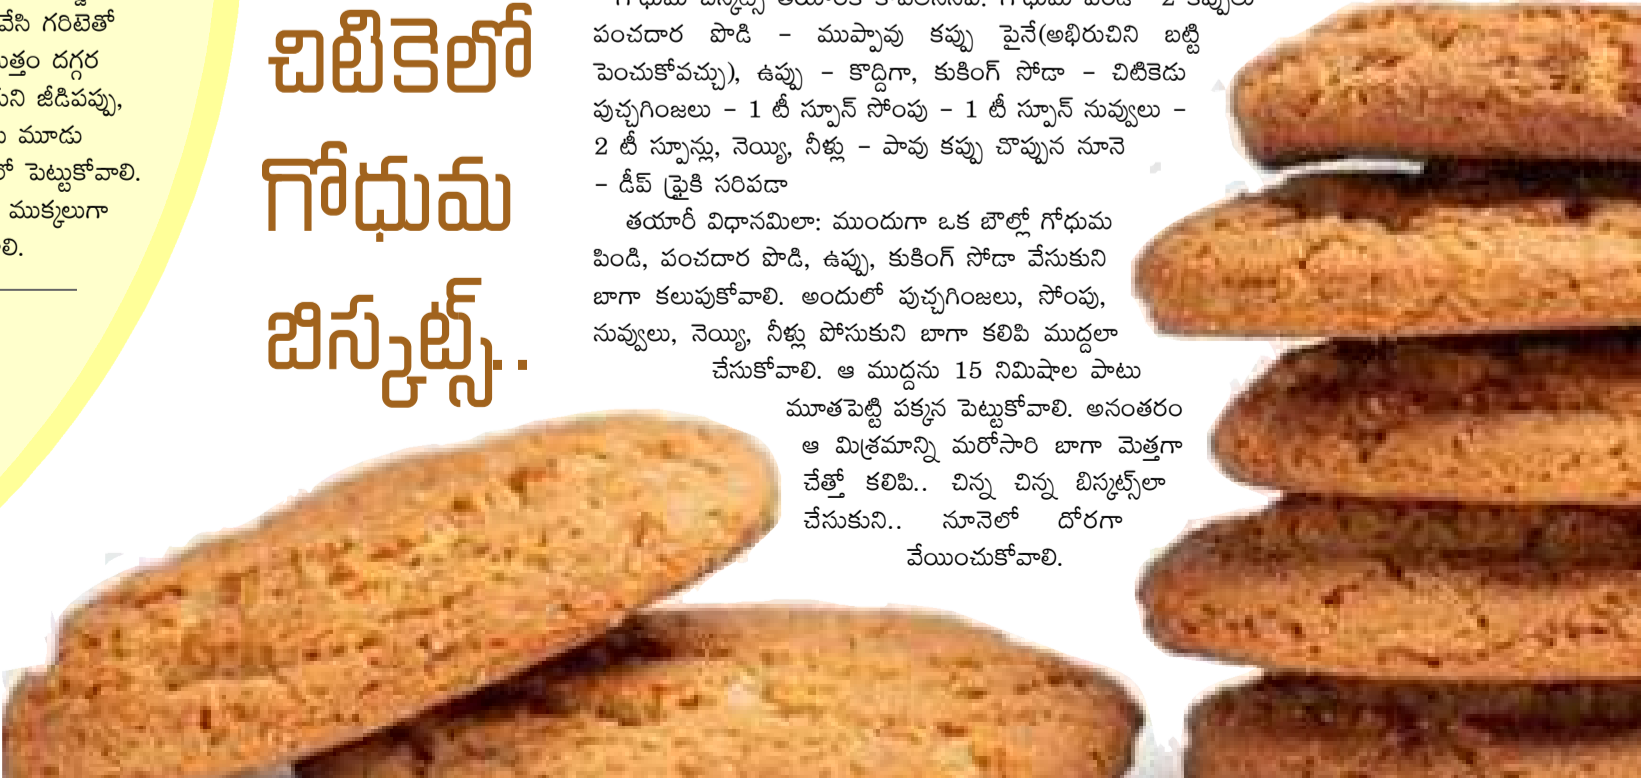 వేసి గరిటెతో
దగ్గర
జీడిపప్పు,
మూడు
పెట్టుకోవాలి.
ముక్కలుగా
చిటికెలో
గోధుమ
బిస్కట్స్..
పంచదార పొడి – ముప్పావు కప్పు పైనే(అభిరుచిని బట్టి
పెంచుకోవచ్చు), ఉప్పు – కొద్దిగా, కుకింగ్ సోడా – చిటికెడు
పుచ్చగింజలు – 1 టీ స్పూన్ సోంపు – 1 టీ స్పూన్ నువ్వులు –
2 టీ స్పూన్లు, నెయ్యి, నీళ్లు – పావు కప్పు చొప్పున నూనె
– డీప్ ఫ్రైకి సరిపడా
తయారీ విధానమిలా: ముందుగా ఒక బౌల్లో గోధుమ
పిండి, పంచదార పొడి, ఉప్పు, కుకింగ్ సోడా వేసుకుని
బాగా కలుపుకోవాలి. అందులో పుచ్చగింజలు, సోంపు,
నువ్వులు, నెయ్యి, నీళ్లు పోసుకుని బాగా కలిపి ముద్దలా
చేసుకోవాలి. ఆ ముద్దను 15 నిమిషాల పాటు
మూతపెట్టి పక్కన పెట్టుకోవాలి. అనంతరం
ఆ మిశ్రమాన్ని మరోసారి బాగా మెత్తగా
చేత్తో కలిపి.. చిన్న చిన్న బిస్కట్స్‌లా
చేసుకుని.. నూనెలో దోరగా
వేయించుకోవాలి.